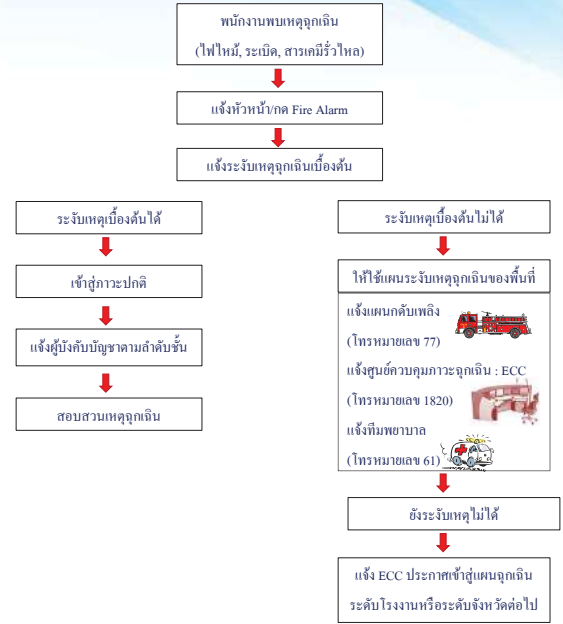 พนักงานพบเหตุฉุกเฉิน
(ไฟไหม้, ระเบิด, สารเคมีรั่วไหล)
แจ้งหัวหน้า/กด Fire Alarm
แจ้งระงับเหตุฉุกเฉินเบื้องต้น
ระงับเหตุเบื้องต้นได้
เข้าสู่ภาวะปกติ
แจ้งผู้บังคับบัญชาตามลำดับชั้น
สอบสวนเหตุฉุกเฉิน
ระงับเหตุเบื้องต้นไม่ได้
ให้ใช้แผนระงับเหตุฉุกเฉินของพื้นที่
แจ้งแผนกดับเพลิง
(โทรหมายเลข 77)
แจ้งศูนย์ควบคุมภาวะฉุกเฉิน : ECC
(โทรหมายเลข 1820)
แจ้งทีมพยาบาล
(โทรหมายเลข 61)
ยังระงับเหตุไม่ได้
แจ้ง ECC ประกาศเข้าสู่แผนฉุกเฉิน
ระดับโรงงานหรือระดับจังหวัดต่อไป